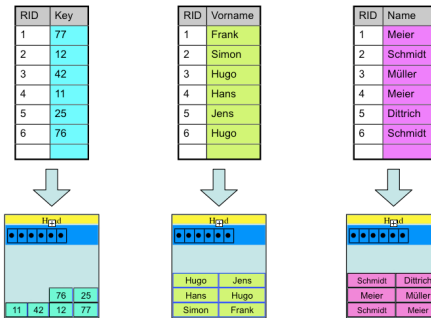 RID Key
1 77
2 12
3 42
4 11
5 25
6 76
RID Vorname
1 Frank
2 Simon
3 Hugo
4 Hans
5 Jens
6 Hugo
RID Name
1 Meier
2 Schmidt
3 Müller
4 Meier
5 Dittrich
6 Schmidt
76 25
11 42 12 77
Hugo Jens
Hans Hugo
Simon Frank
Schmidt Dittrich
Meier Müller
Schmidt Meier